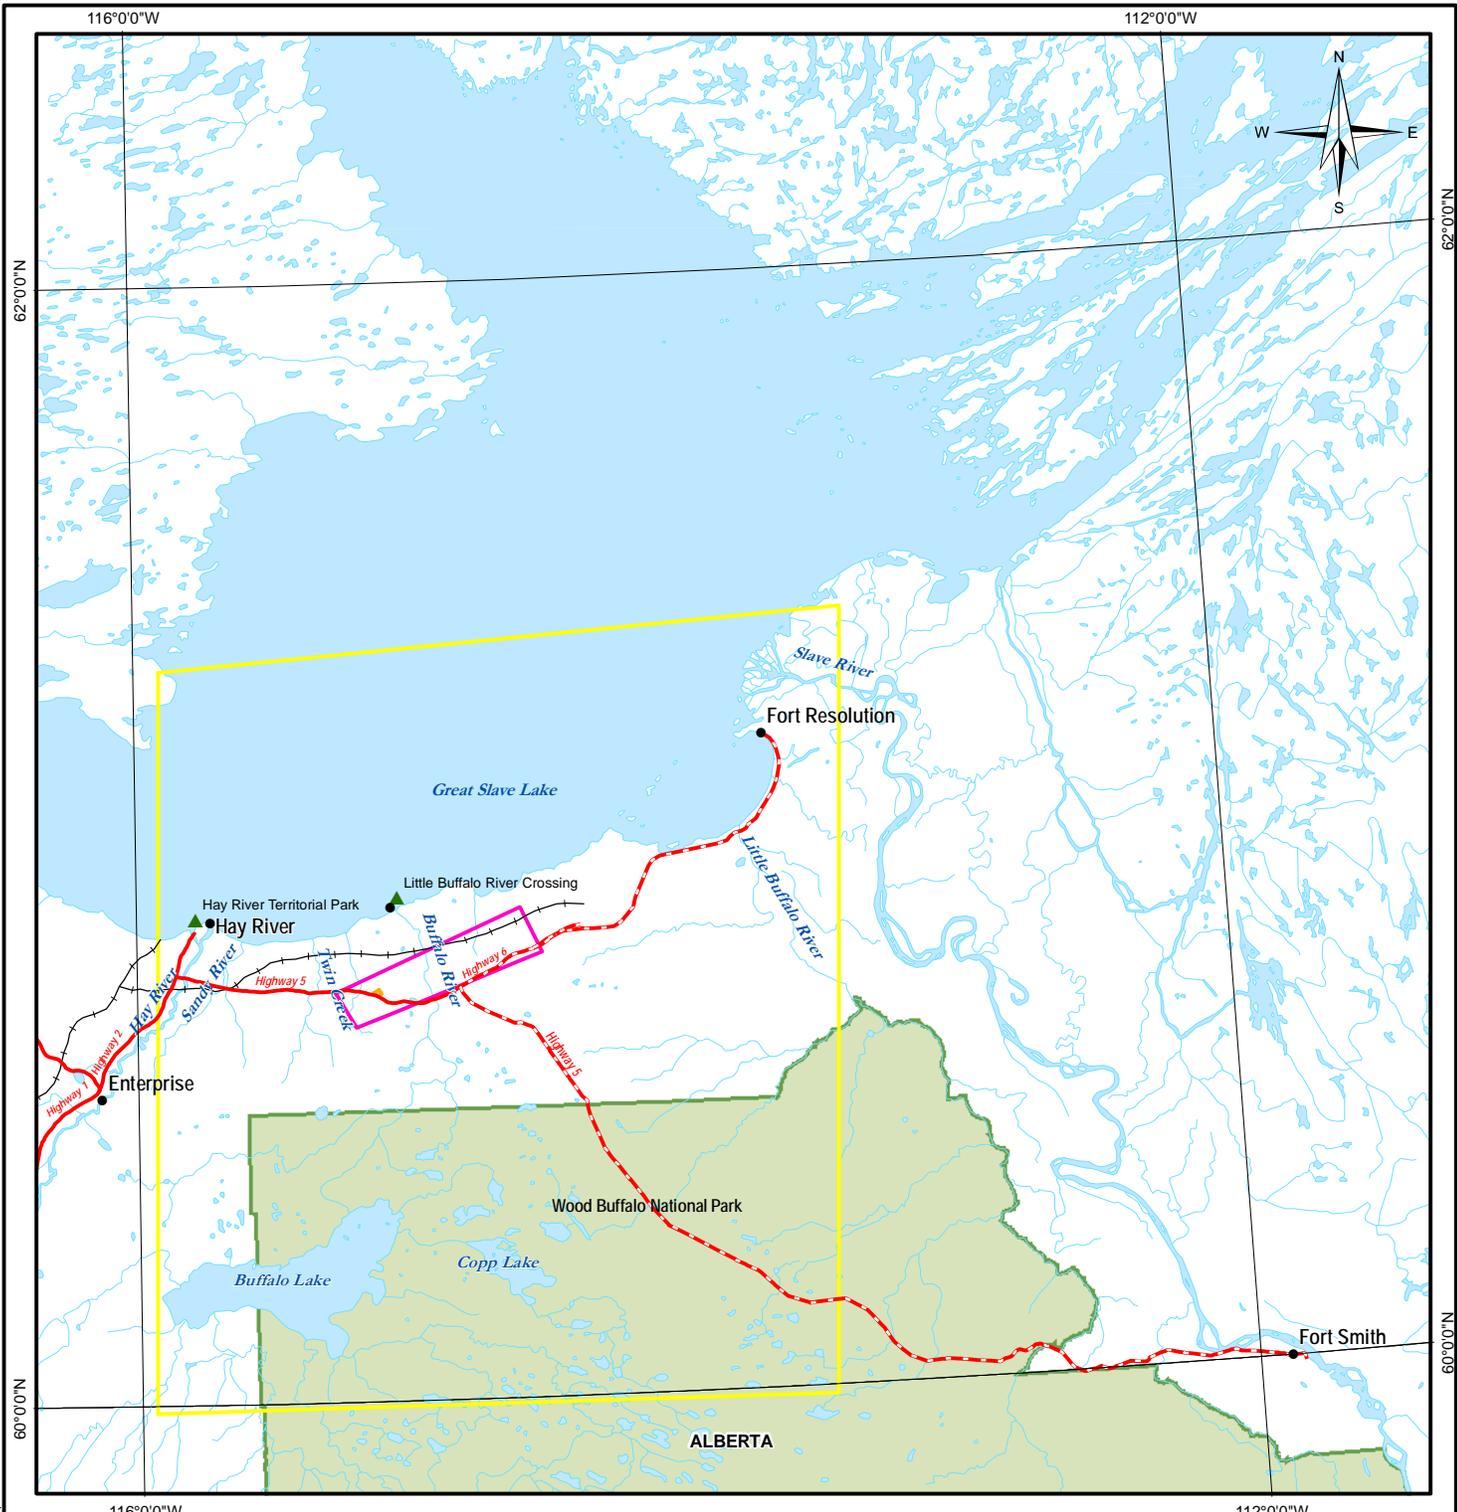 116°0'0"W
112°0'0"W
N
W
E
S
62°0'0"N
62°0'0"N
Slave River
Fort Resolution
Great Slave Lake
Little Buffalo River
Little Buffalo River Crossing
Hay River Territorial Park
Hay River
Buffalo River
Twin Creek
Sandy River
Hay River
Highway 6
Highway 5
Highway 2
Highway 5
Enterprise
Highway 1
Wood Buffalo National Park
Copp Lake
Buffalo Lake
Fort Smith
60°0'0"N
60°0'0"N
ALBERTA
116°0'0"W
112°0'0"W